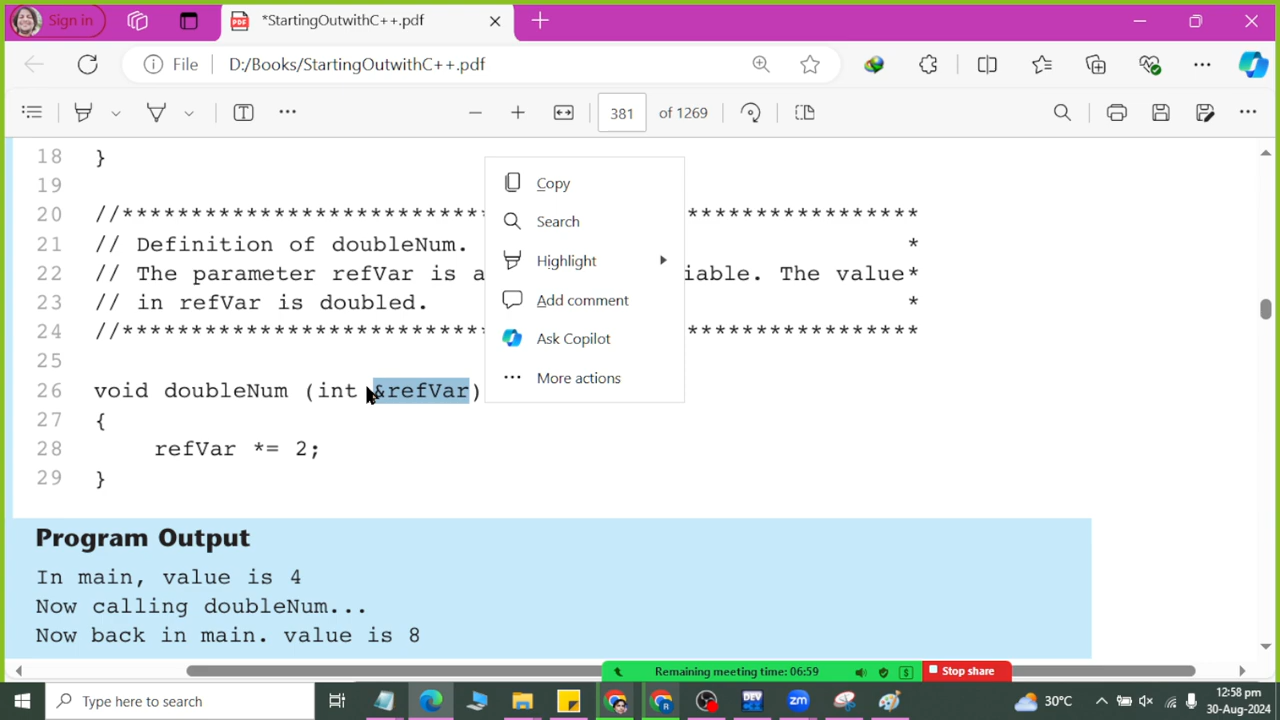 Sign in
*StartingOutwithC++.pdf
File
D:/Books/StartingOutwithC++.pdf
381 of 1269
18 }
19
20 //**************************** *****************
21 // Definition of doubleNum. *
22 // The parameter refVar is a iable. The value*
23 // in refVar is doubled. *
24 //**************************** *****************
25
26 void doubleNum (int &refVar)
27 {
28 refVar *= 2;
29 }
Copy
Search
Highlight
Add comment
Ask Copilot
More actions
Program Output
In main, value is 4
Now calling doubleNum...
Now back in main. value is 8
Remaining meeting time: 06:59
Stop share
Type here to search
DEV
zm
30°C
12:58 pm
30-Aug-2024